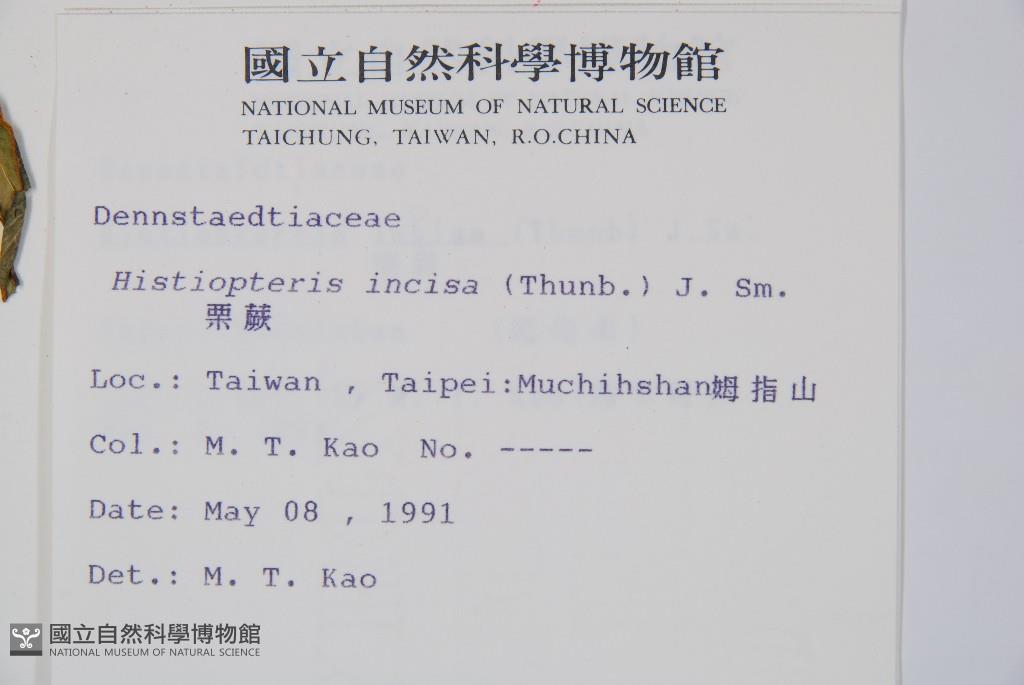 國立自然科學博物館
NATIONAL MUSEUM OF NATURAL SCIENCE
TAICHUNG, TAIWAN, R.O.CHINA
Dennstaedtiaceae
Histiopteris incisa (Thunb.) J. Sm.
栗蕨
Loc.: Taiwan , Taipei:Muchihshan姆指山
Col.: M. T. Kao No. -----
Date: May 08 , 1991
Det.: M. T. Kao
國立自然科學博物館
NATIONAL MUSEUM OF NATURAL SCIENCE